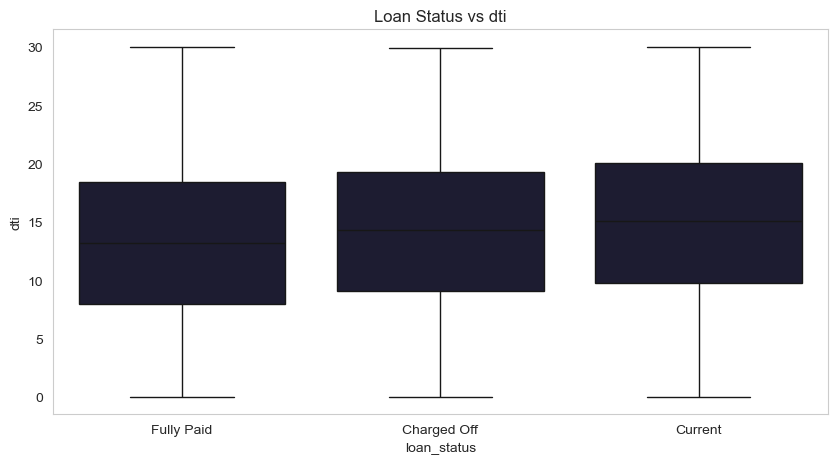 Loan Status vs dti
30
25
20
15
10
5
0
dti
Fully Paid
Charged Off
Current
loan_status